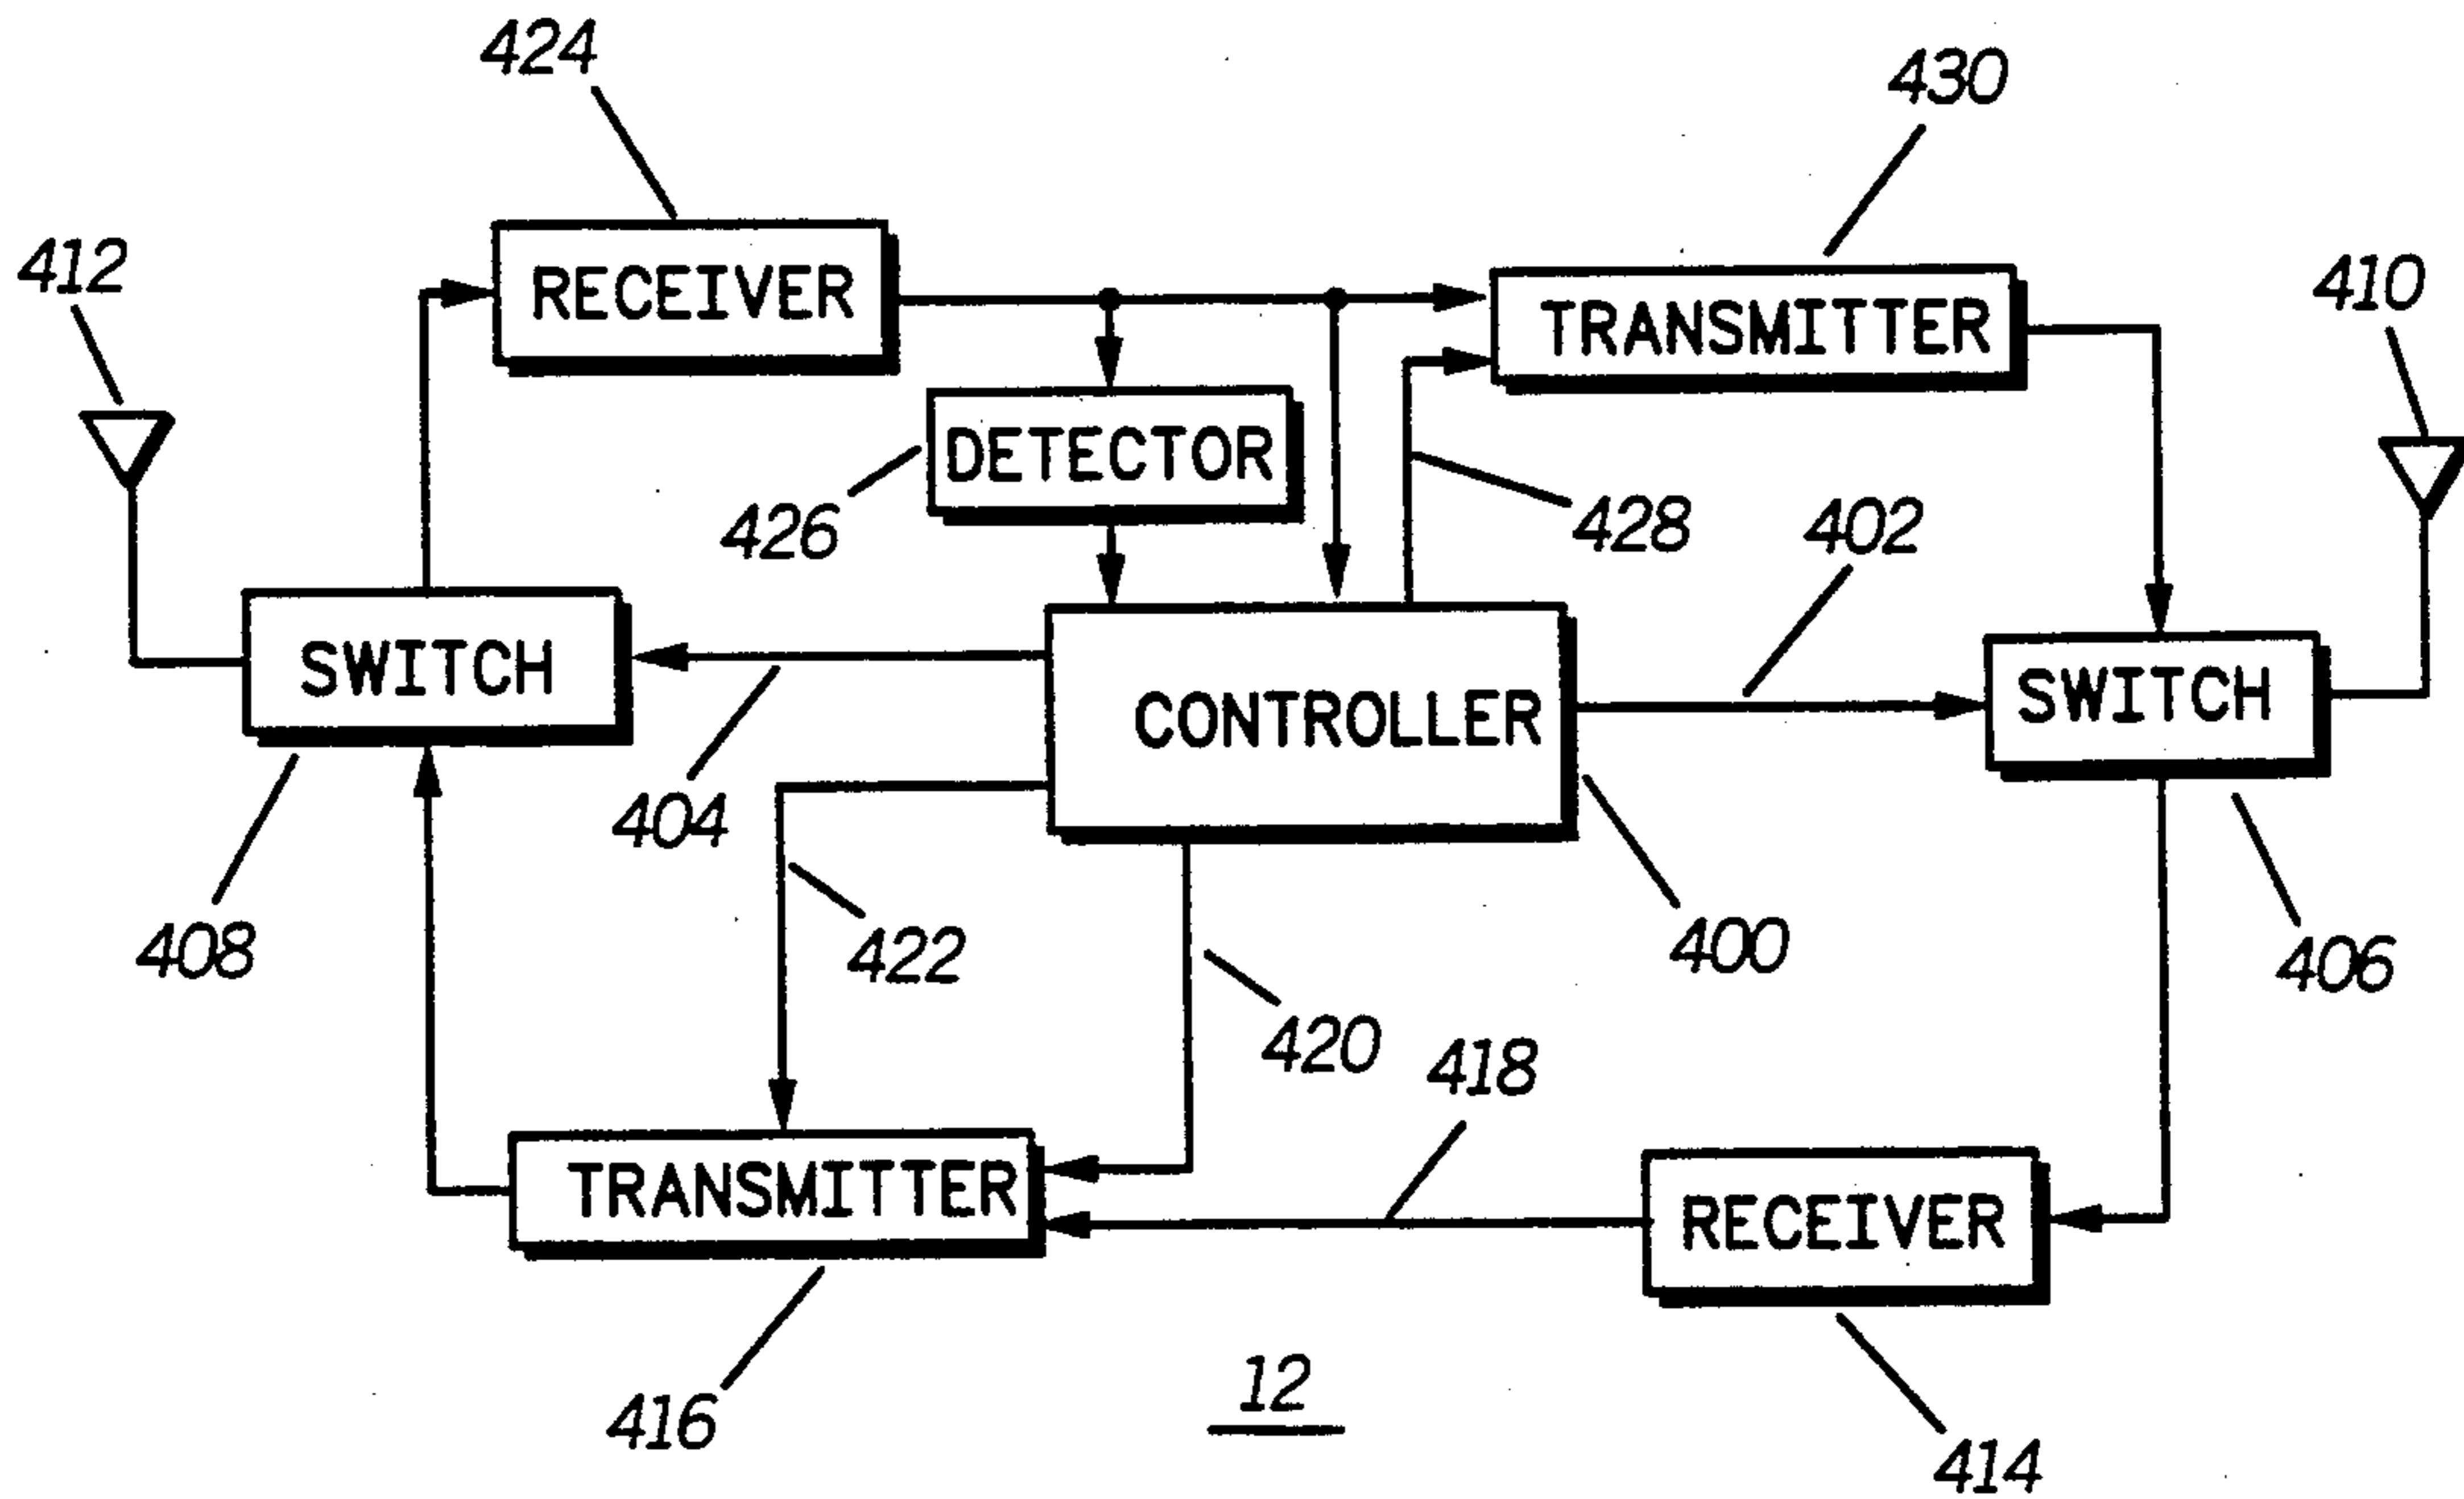 424
430
412
410
RECEIVER
TRANSMITTER
DETECTOR
426
428
402
SWITCH
SWITCH
CONTROLLER
404
408
422
400
406
420
418
TRANSMITTER
RECEIVER
12
416
414